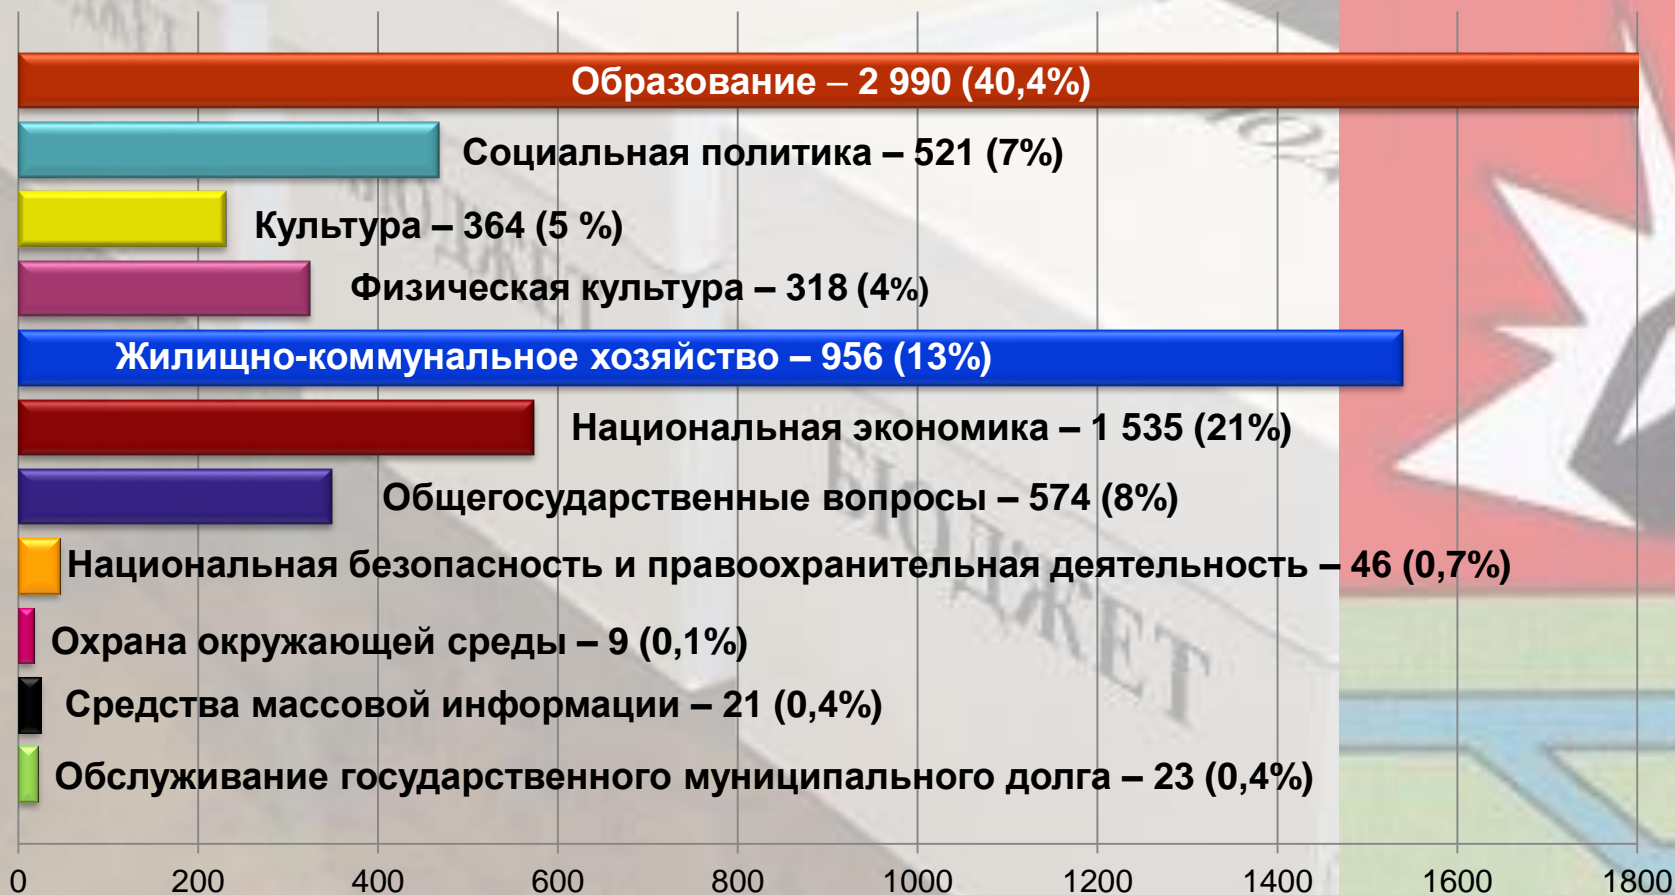 Образование – 2 990 (40,4%)
Социальная политика – 521 (7%)
Культура – 364 (5 %)
Физическая культура – 318 (4%)
Жилищно-коммунальное хозяйство – 956 (13%)
Национальная экономика – 1 535 (21%)
Общегосударственные вопросы – 574 (8%)
Национальная безопасность и правоохранительная деятельность – 46 (0,7%)
Охрана окружающей среды – 9 (0,1%)
Средства массовой информации – 21 (0,4%)
Обслуживание государственного муниципального долга – 23 (0,4%)
0 200 400 600 800 1000 1200 1400 1600 1800
БЮДЖЕТ
БЮДЖЕТ